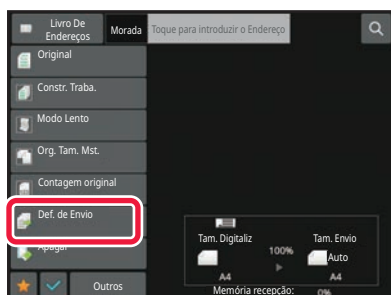 Livro De
Endereços
Morada
Toque para introduzir o Endereço
Original
Constr. Traba.
Modo Lento
Org. Tam. Mst.
Contagem original
Def. de Envio
Apagar
Outros
Tam. Digitaliz
100%
Tam. Envio
Auto
A4
A4
Memória recepção:
0%